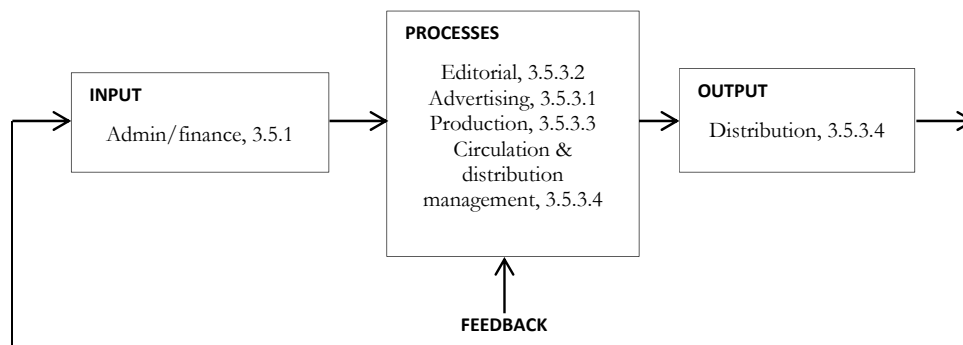 INPUT
Admin/finance, 3.5.1
PROCESSES
Editorial, 3.5.3.2
Advertising, 3.5.3.1
Production, 3.5.3.3
Circulation &
distribution
management, 3.5.3.4
OUTPUT
Distribution, 3.5.3.4
FEEDBACK